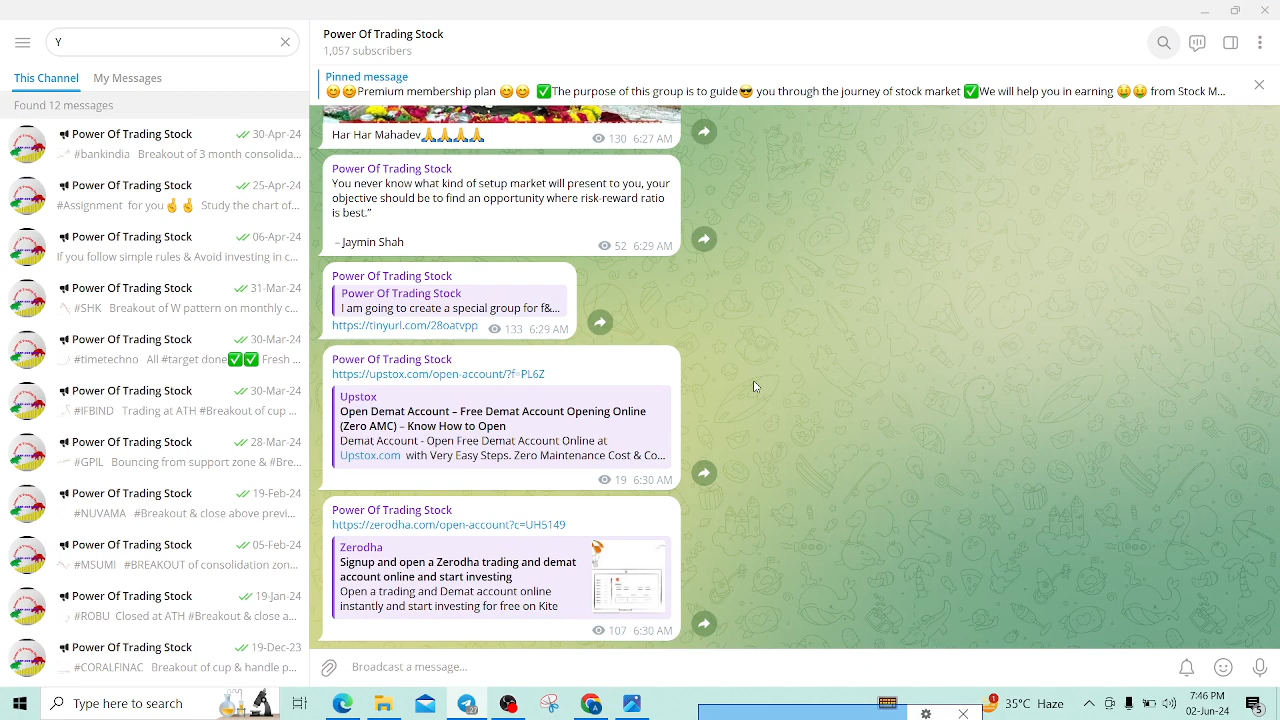 Y
Power Of Trading Stock
1,057 subscribers
This Channel My Messages
Pinned message
😊😊Premium membership plan 😊😊 ✅The purpose of this group is to guide😎 you through the journey of stock market ✅We will help you in earning 🤑🤑 from Stock M...
Found 12 messages
Power Of Trading Stock 30-Apr-24
#bankindia Breakout of 3 month consolida...
Power Of Trading Stock 25-Apr-24
#Assignment for you☝️☝️ Study the chart of...
Power Of Trading Stock 06-Apr-24
If you follow simple rules & Avoid investing in c...
Power Of Trading Stock 31-Mar-24
#SHK Breakout of W pattern on monthly c...
Power Of Trading Stock 30-Mar-24
#timetechno All #target done✅✅ Fresh ...
Power Of Trading Stock 30-Mar-24
#IFBIND Trading at ATH #Breakout of cup ...
Power Of Trading Stock 28-Mar-24
#GPIL Bouncing from support zone & #Bre...
Power Of Trading Stock 19-Feb-24
#NUVAMA #Breakout & close above previ...
Power Of Trading Stock 05-Feb-24
#BREAKOUT of consolidation zon...
Power Of Trading Stock 19-Jan-24
Closed at ATH #Breakout & close a...
Power Of Trading Stock 19-Dec-23
#CORALFINAC Breakout of cup & handle p...
Har Har Mahadev🙏🙏🙏🙏 130 6:27 AM
Power Of Trading Stock
You never know what kind of setup market will present to you, your
objective should be to find an opportunity where risk-reward ratio
is best.”
– Jaymin Shah 52 6:29 AM
Power Of Trading Stock
Power Of Trading Stock
I am going to create a special group for f&...
https://tinyurl.com/28oatvpp 133 6:29 AM
Power Of Trading Stock
https://upstox.com/open-account/?f=PL6Z
Upstox
Open Demat Account – Free Demat Account Opening Online
(Zero AMC) – Know How to Open
Demat Account - Open Free Demat Account Online at
Upstox.com with Very Easy Steps. Zero Maintenance Cost & Co...
19 6:30 AM
Power Of Trading Stock
https://zerodha.com/open-account?c=UH5149
Zerodha
Signup and open a Zerodha trading and demat
account online and start investing
Open a trading and Demat account online
start investing for free on Kite
107 6:30 AM
Broadcast a message...
Type here to search
1
35°C Haze
7:46 PM
02-Jun-24
5